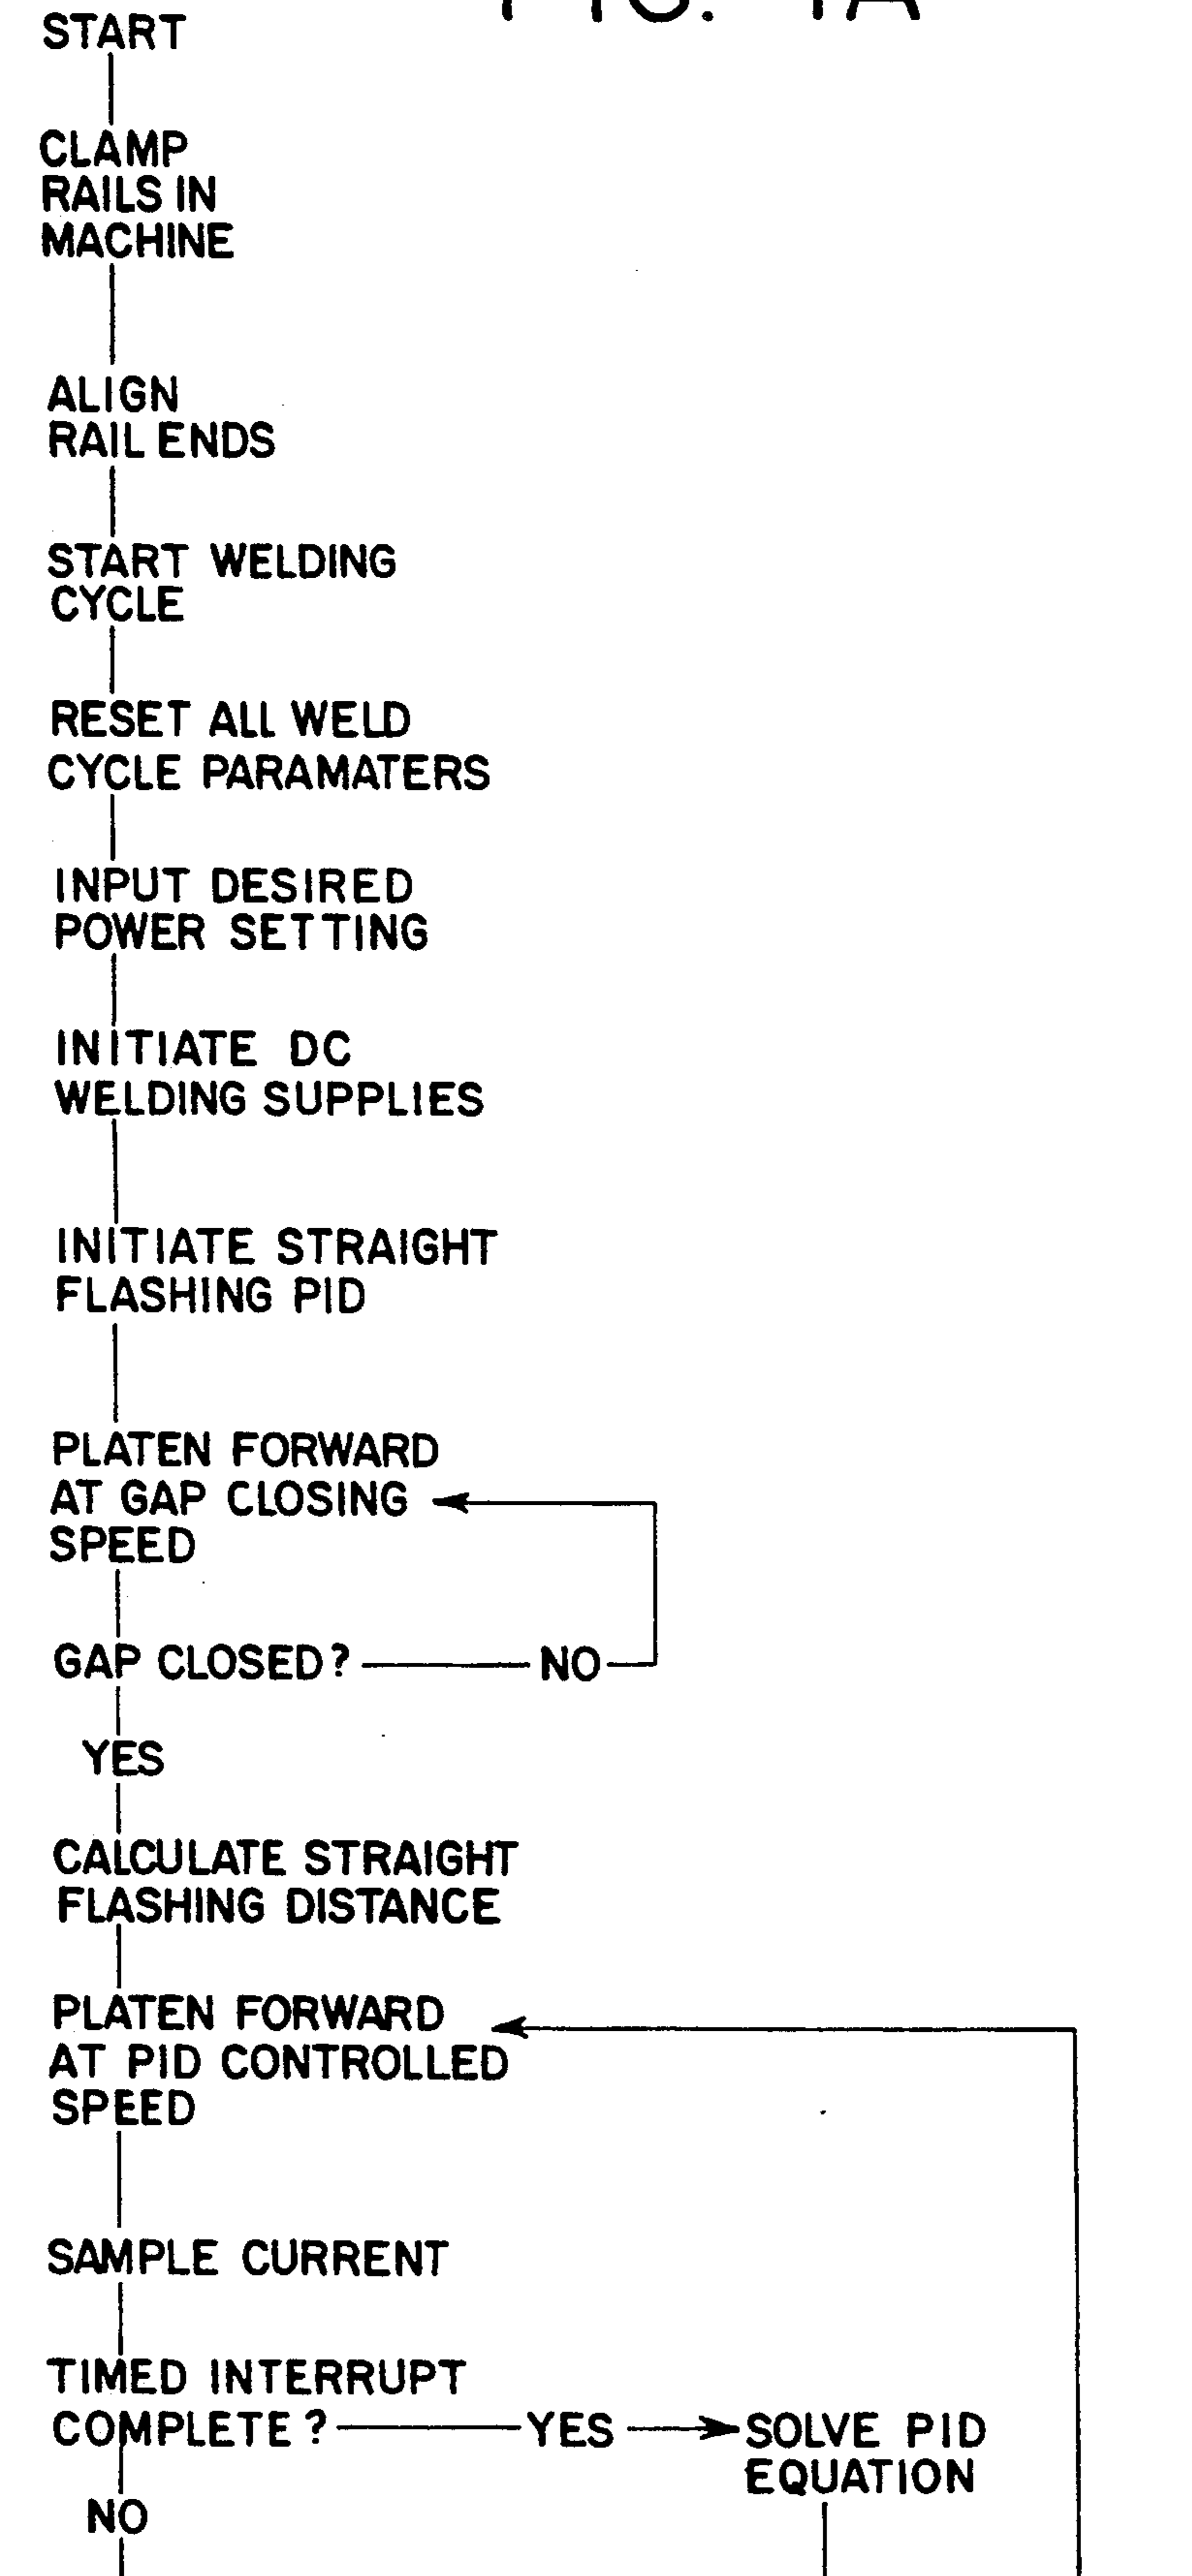 FIG. 1A
START
CLAMP
RAILS IN
MACHINE
ALIGN
RAIL ENDS
START WELDING
CYCLE
RESET ALL WELD
CYCLE PARAMATERS
INPUT DESIRED
POWER SETTING
INITIATE DC
WELDING SUPPLIES
INITIATE STRAIGHT
FLASHING PID
PLATEN FORWARD
AT GAP CLOSING
SPEED
GAP CLOSED? NO
YES
CALCULATE STRAIGHT
FLASHING DISTANCE
PLATEN FORWARD
AT PID CONTROLLED
SPEED
SAMPLE CURRENT
TIMED INTERRUPT
COMPLETE? YES SOLVE PID
EQUATION
NO